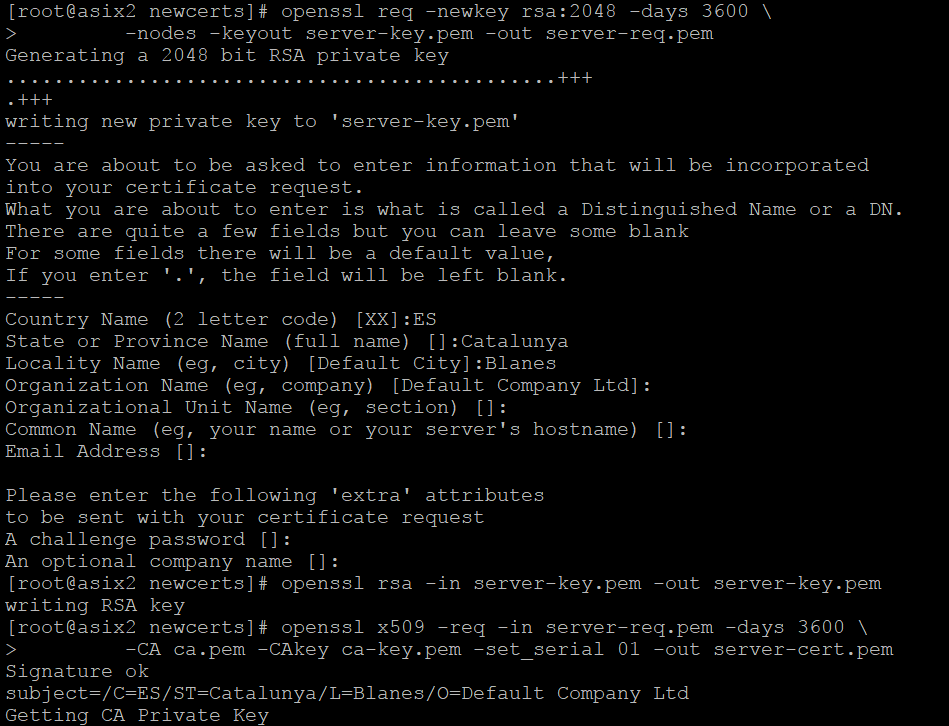 [root@asix2 newcerts]# openssl req -newkey rsa:2048 -days 3600 \
>         -nodes -keyout server-key.pem -out server-req.pem
Generating a 2048 bit RSA private key
..............................................+++
.+++
writing new private key to 'server-key.pem'
-----
You are about to be asked to enter information that will be incorporated
into your certificate request.
What you are about to enter is what is called a Distinguished Name or a DN.
There are quite a few fields but you can leave some blank
For some fields there will be a default value,
If you enter '.', the field will be left blank.
-----
Country Name (2 letter code) [XX]:ES
State or Province Name (full name) []:Catalunya
Locality Name (eg, city) [Default City]:Blanes
Organization Name (eg, company) [Default Company Ltd]:
Organizational Unit Name (eg, section) []:
Common Name (eg, your name or your server's hostname) []:
Email Address []:

Please enter the following 'extra' attributes
to be sent with your certificate request
A challenge password []:
An optional company name []:
[root@asix2 newcerts]# openssl rsa -in server-key.pem -out server-key.pem
writing RSA key
[root@asix2 newcerts]# openssl x509 -req -in server-req.pem -days 3600 \
>         -CA ca.pem -CAkey ca-key.pem -set_serial 01 -out server-cert.pem
Signature ok
subject=/C=ES/ST=Catalunya/L=Blanes/O=Default Company Ltd
Getting CA Private Key